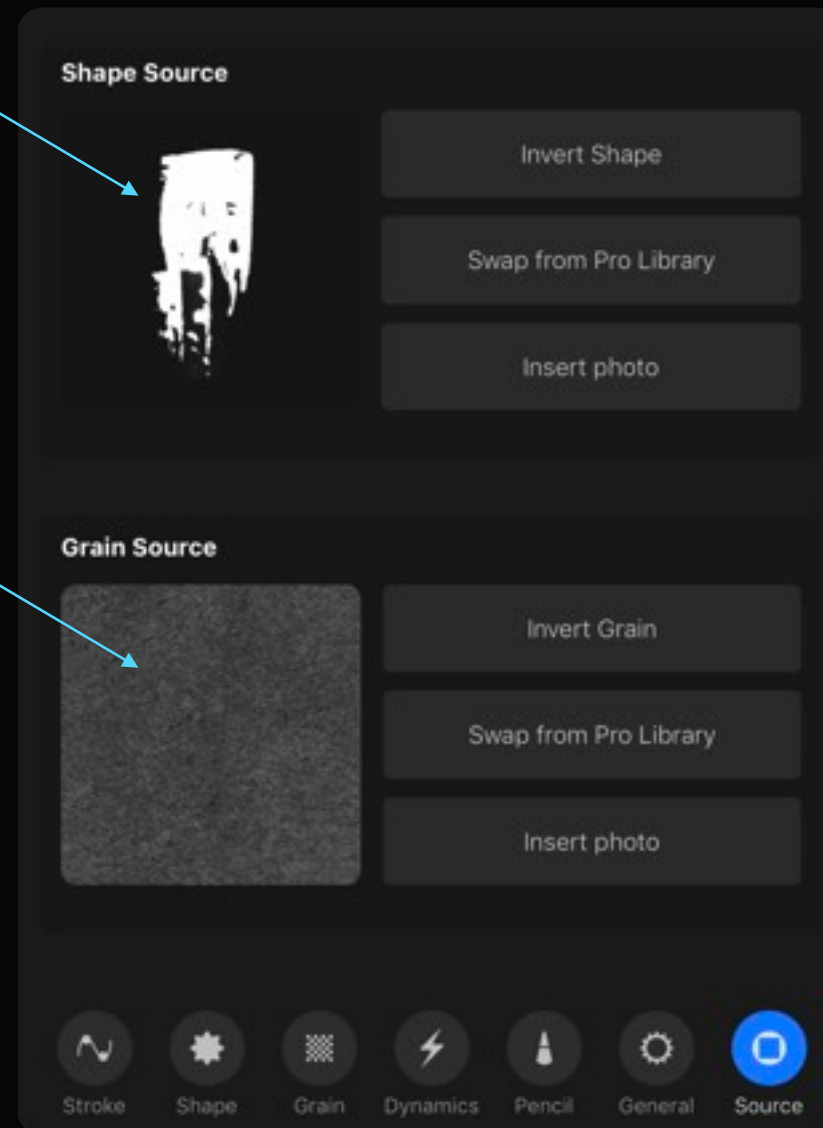 Shape Source
Invert Shape
Swap from Pro Library
Insert photo
Grain Source
Invert Grain
Swap from Pro Library
Insert photo
Stroke Shape Grain Dynamics Pencil General Source